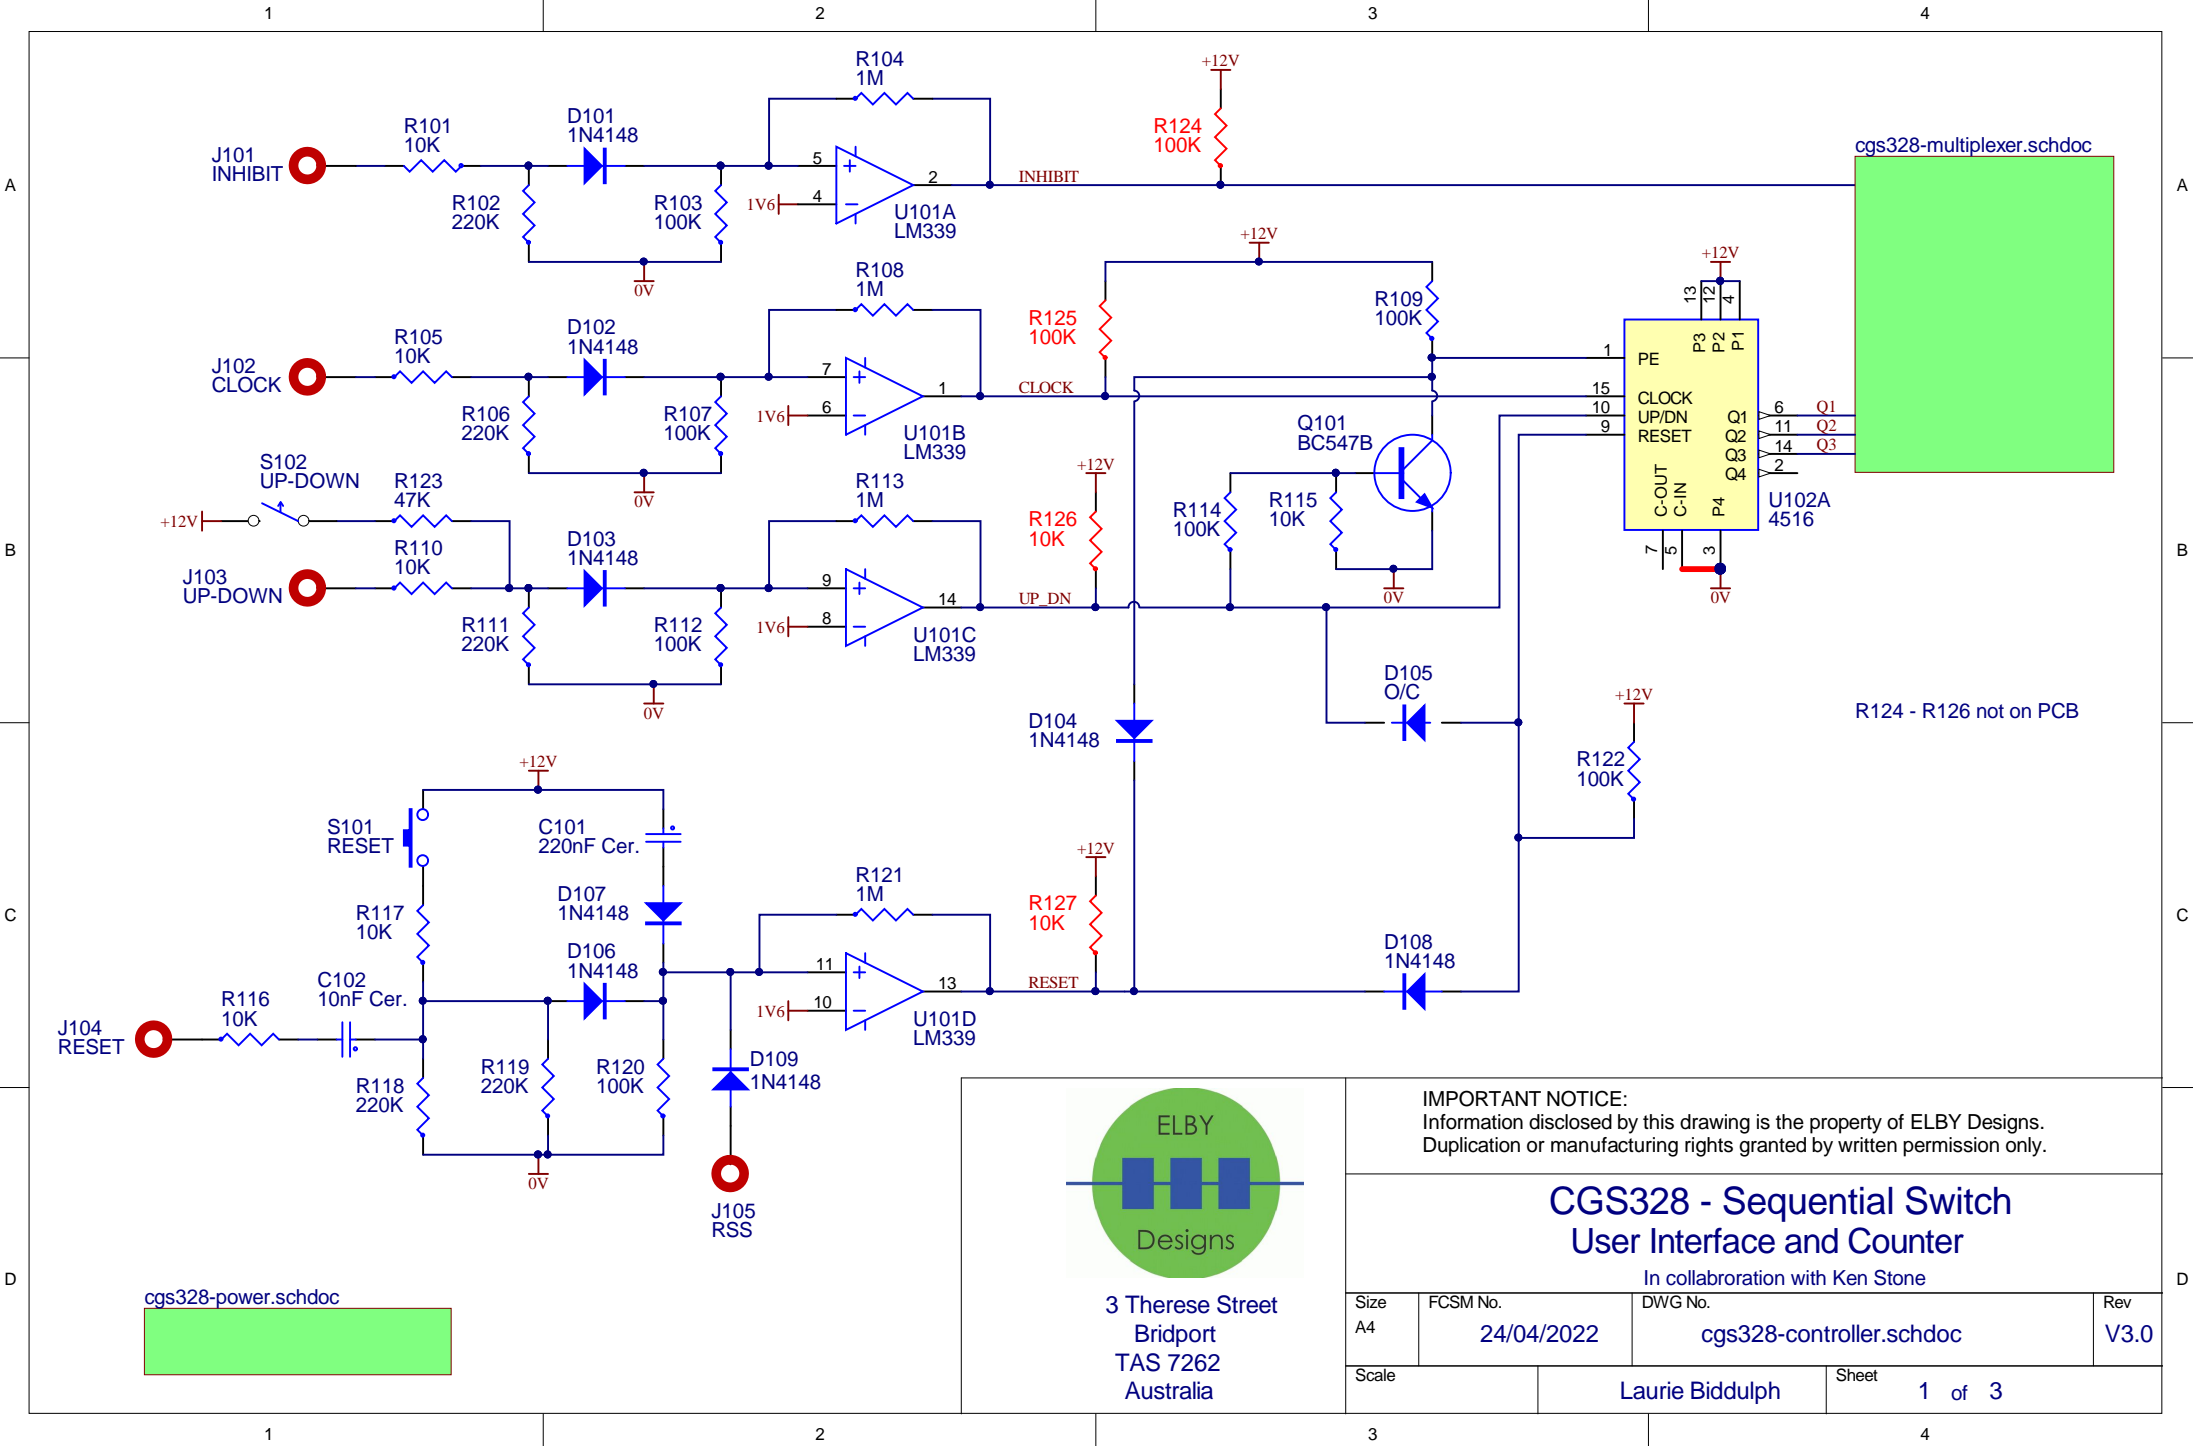 1 2 3 4
R104
1M
+12V
R124
100K
R101
10K
D101
1N4148
J101
INHIBIT
5
2
INHIBIT
1V6
4
R102
220K
R103
100K
U101A
LM339
0V
cgs328-multiplexer.schdoc
A
A
R108
1M
+12V
R125
100K
R109
100K
+12V
13
12
4
P3
P2
P1
R105
10K
D102
1N4148
J102
CLOCK
7
1
CLOCK
1V6
6
R106
220K
R107
100K
U101B
LM339
0V
1
PE
15
CLOCK
10
UP/DN
9
RESET
Q1
6
Q1
Q2
11
Q2
Q3
14
Q3
Q4
2
C-OUT
C-IN
P4
7
5
3
U102A
4516
0V
Q101
BC547B
S102
UP-DOWN
+12V
R123
47K
R110
10K
D103
1N4148
J103
UP-DOWN
R113
1M
+12V
R126
10K
R114
100K
R115
10K
0V
B
B
9
14
UP_DN
1V6
8
R111
220K
R112
100K
U101C
LM339
0V
D105
O/C
D104
1N4148
+12V
R122
100K
R124 - R126 not on PCB
+12V
S101
RESET
C101
220nF Cer.
R117
10K
D107
1N4148
R121
1M
+12V
R127
10K
C
C
C102
10nF Cer.
D106
1N4148
R116
10K
J104
RESET
11
13
RESET
1V6
10
U101D
LM339
D108
1N4148
R118
220K
R119
220K
R120
100K
D109
1N4148
0V
J105
RSS
cgs328-power.schdoc
D
D
ELBY
Designs
3 Therese Street
Bridport
TAS 7262
Australia
IMPORTANT NOTICE:
Information disclosed by this drawing is the property of ELBY Designs.
Duplication or manufacturing rights granted by written permission only.
CGS328 - Sequential Switch
User Interface and Counter
In collabroration with Ken Stone
Size
A4
FCSM No.
24/04/2022
DWG No.
cgs328-controller.schdoc
Rev
V3.0
Scale
Laurie Biddulph
Sheet
1 of 3
1 2 3 4